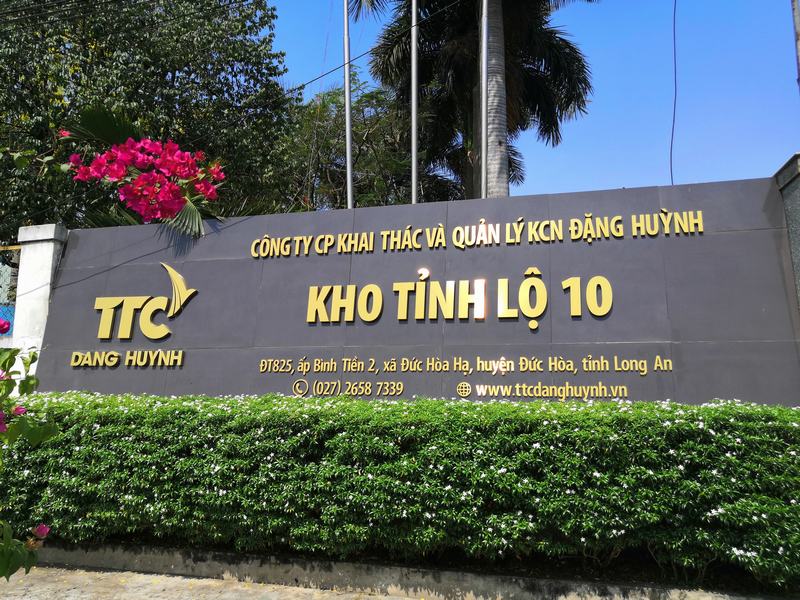 CÔNG TY CP KHAI THÁC VÀ QUẢN LÝ KCN ĐẶNG HUỲNH
KHO TỈNH LỘ 10
TTC
DANG HUYNH
ĐT825, ấp Bình Tiền 2, xã Đức Hòa Hạ, huyện Đức Hòa, tỉnh Long An
(027) 2658 7339 www.ttcdanghuynh.vn